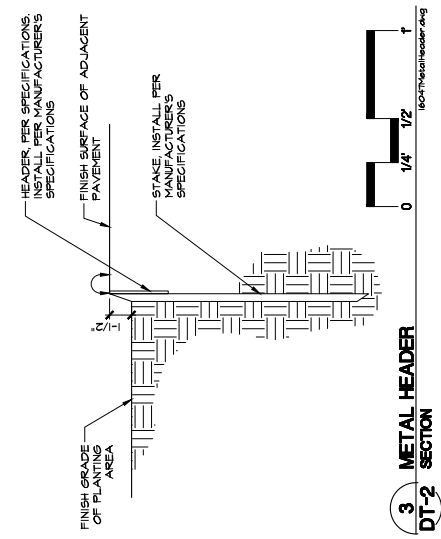 HEADER, PER SPECIFICATIONS.
INSTALL PER MANUFACTURER'S
SPECIFICATIONS
FINISH SURFACE OF ADJACENT
PAVEMENT
STAKE, INSTALL PER
MANUFACTURER'S
SPECIFICATIONS
1-1/2"
FINISH GRADE
OF PLANTING
AREA
0 1/4' 1/2' 1'
3 METAL HEADER
DT-2 SECTION
16047MetalHeader.dwg